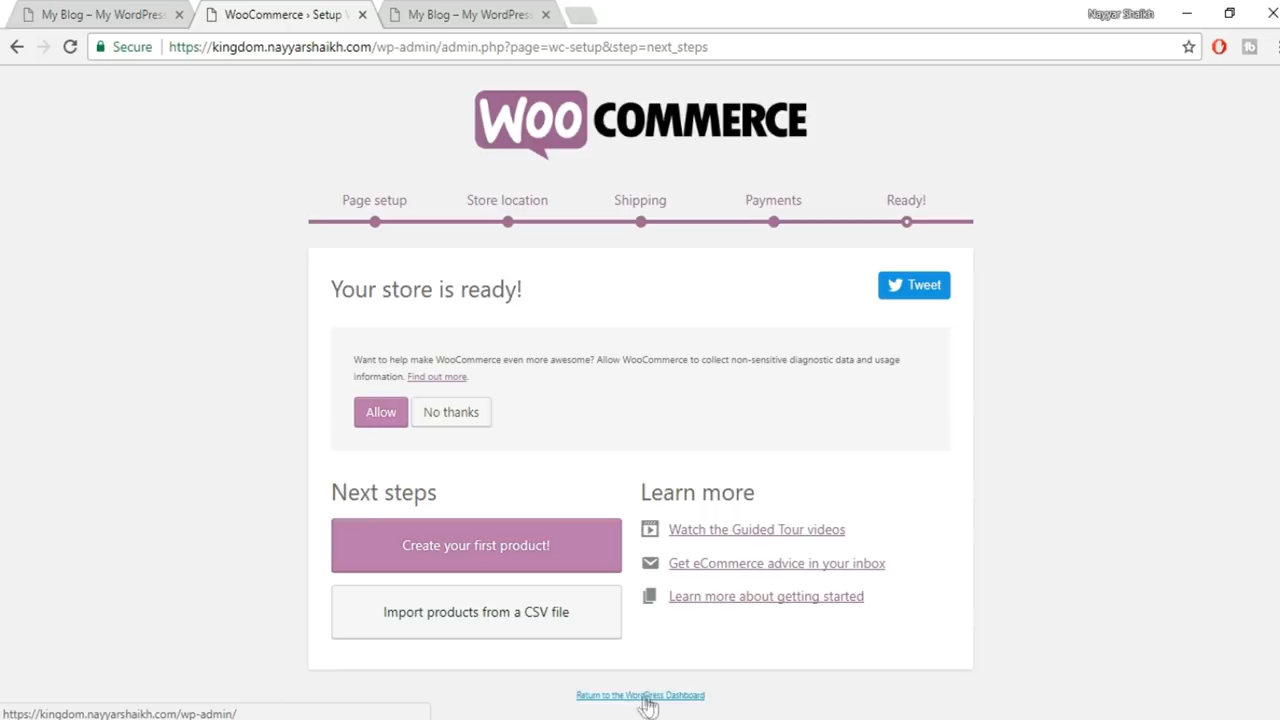 My Blog – My WordPress
WooCommerce › Setup W
My Blog – My WordPress
Nayyar Shaikh
Secure
https://kingdom.nayyarshaikh.com/wp-admin/admin.php?page=wc-setup&step=next_steps
WOO COMMERCE
Page setup
Store location
Shipping
Payments
Ready!
Your store is ready!
Tweet
Want to help make WooCommerce even more awesome? Allow WooCommerce to collect non-sensitive diagnostic data and usage
information. Find out more.
Allow
No thanks
Next steps
Learn more
Create your first product!
Watch the Guided Tour videos
Get eCommerce advice in your inbox
Learn more about getting started
Import products from a CSV file
Return to the WordPress Dashboard
https://kingdom.nayyarshaikh.com/wp-admin/